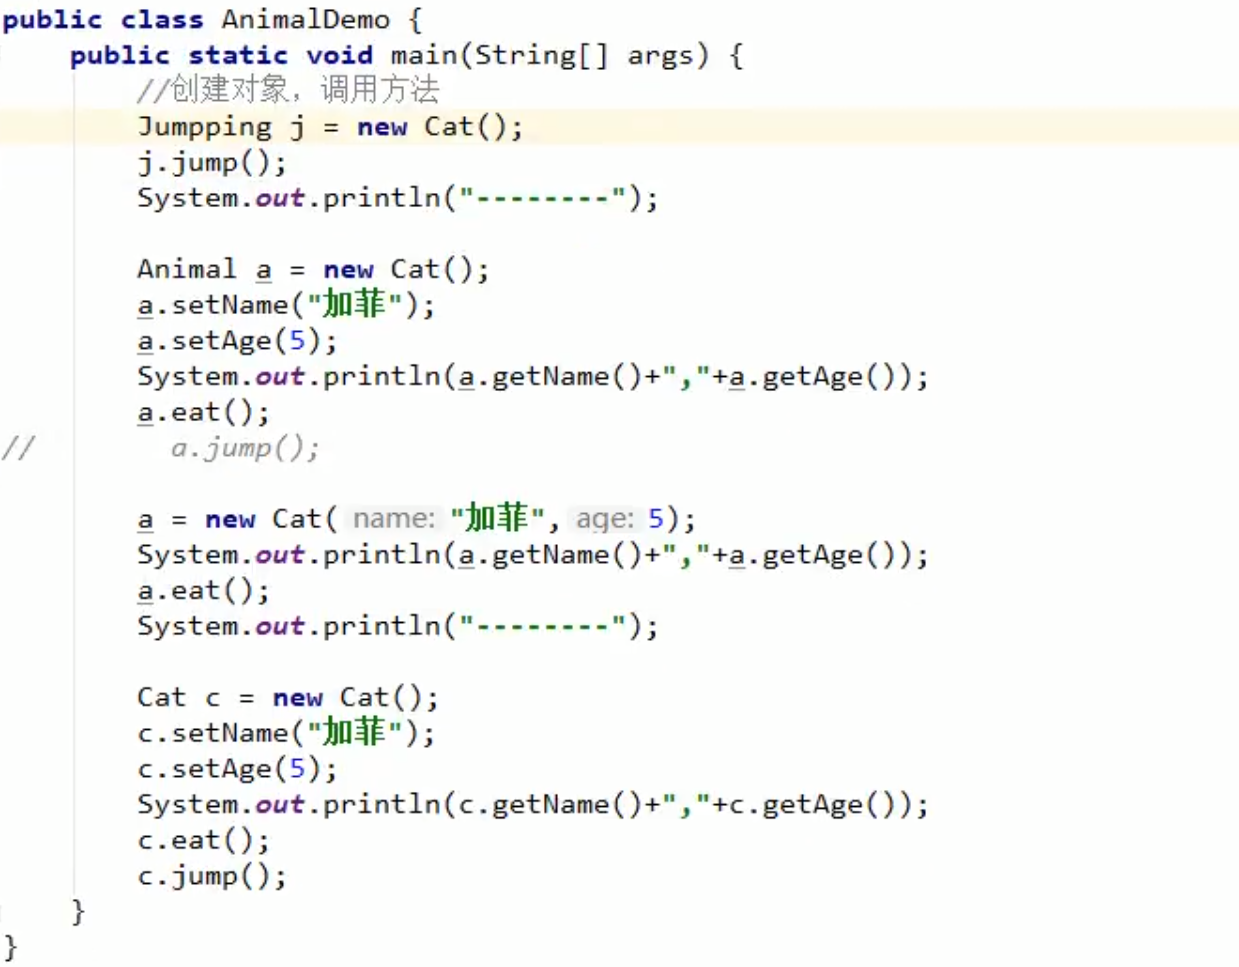 public class AnimalDemo {
public static void main(String[] args) {
//创建对象，调用方法
Jumpping j = new Cat();
j.jump();
System.out.println("--------");
Animal a = new Cat();
a.setName("加菲");
a.setAge(5);
System.out.println(a.getName()+","+a.getAge());
a.eat();
// a.jump();
a = new Cat( name: "加菲", age: 5);
System.out.println(a.getName()+","+a.getAge());
a.eat();
System.out.println("--------");
Cat c = new Cat();
c.setName("加菲");
c.setAge(5);
System.out.println(c.getName()+","+c.getAge());
c.eat();
c.jump();
}
}